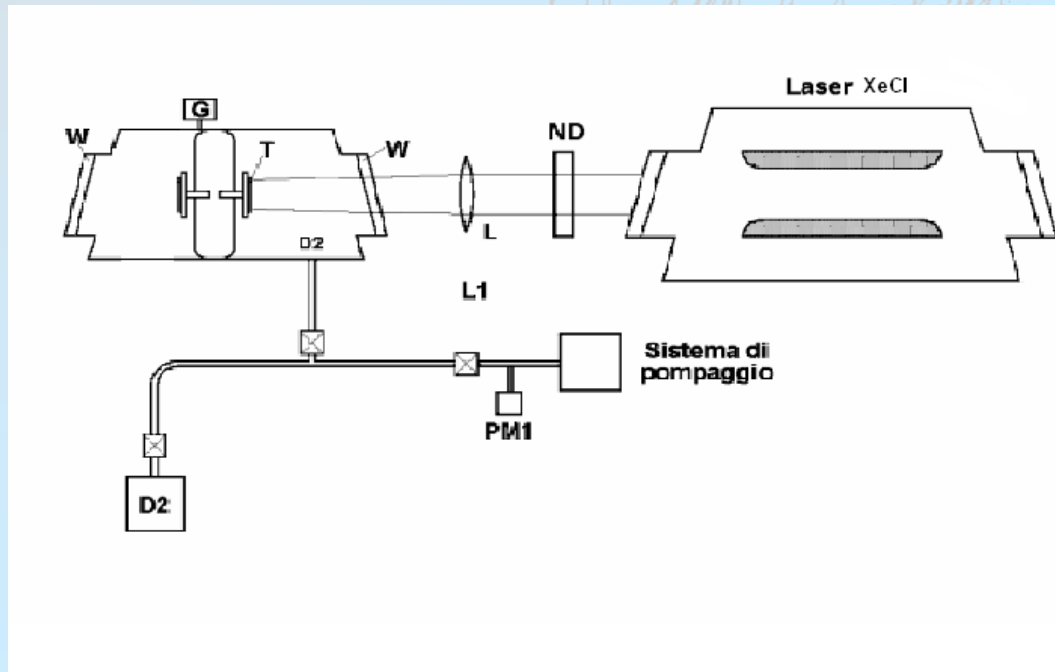 Laser XeCl
G
ND
W
T
W
D2
L
L1
Sistema di
pompaggio
PM1
D2